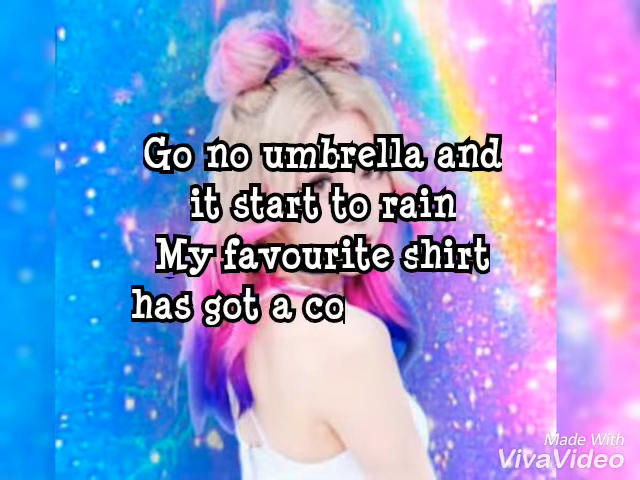 Go no umbrella and
it start to rain
My favourite shirt
has got a co
Made With
VivaVideo